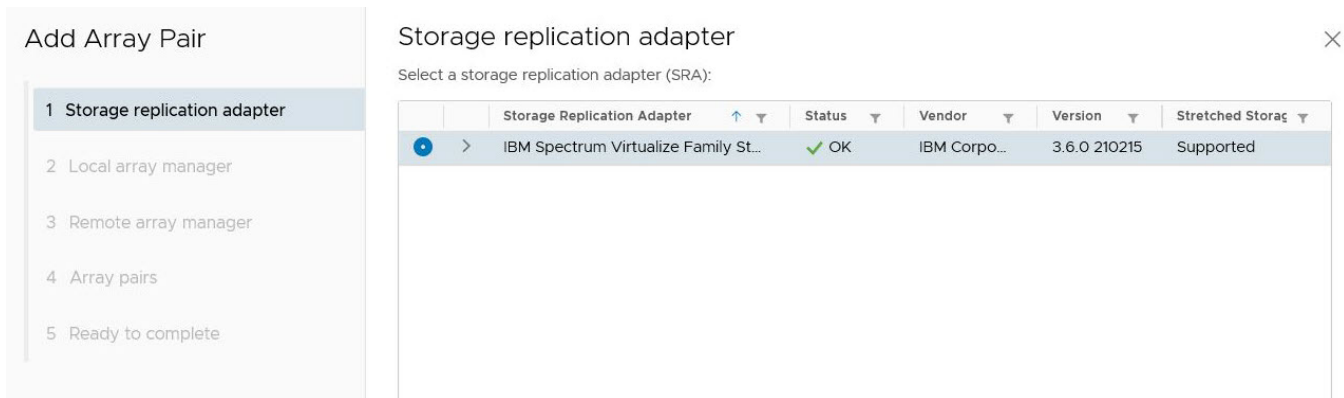 Add Array Pair
1 Storage replication adapter
2 Local array manager
3 Remote array manager
4 Array pairs
5 Ready to complete
Storage replication adapter
Select a storage replication adapter (SRA):
Storage Replication Adapter Status Vendor Version Stretched Storag
IBM Spectrum Virtualize Family St... OK IBM Corpo... 3.6.0 210215 Supported